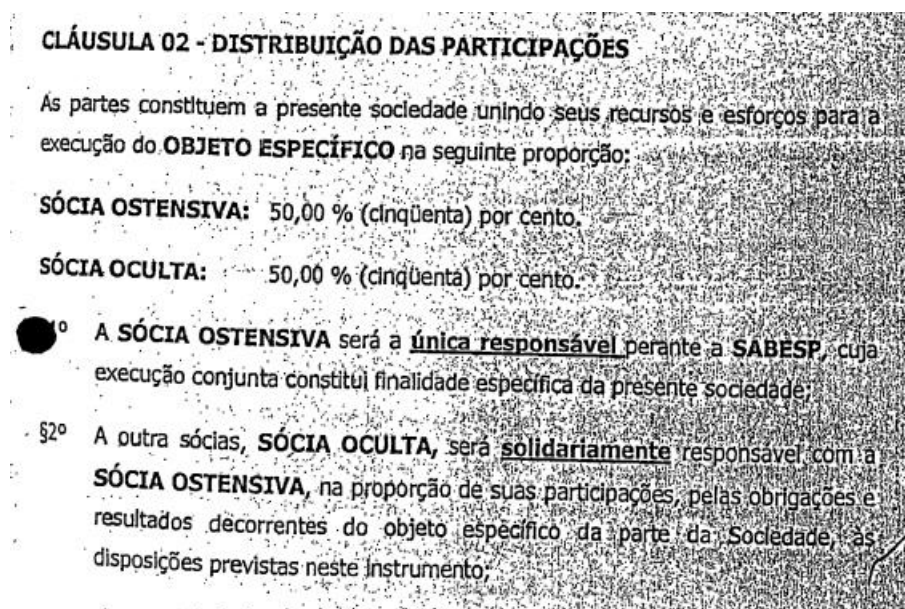 CLÁUSULA 02 - DISTRIBUIÇÃO DAS PARTICIPAÇÕES
As partes constituem a presente sociedade unindo seus recursos e esforços para a
execução do OBJETO ESPECÍFICO na seguinte proporção:
SÓCIA OSTENSIVA: 50,00 % (cinqüenta) por cento.
SÓCIA OCULTA: 50,00 % (cinqüenta) por cento.
º A SÓCIA OSTENSIVA será a única responsável perante a SABESP, cuja
execução conjunta constitui finalidade específica da presente sociedade;
§2º A outra sócias, SÓCIA OCULTA, será solidariamente responsável com a
SÓCIA OSTENSIVA, na proporção de suas participações, pelas obrigações e
resultados decorrentes do objeto específico da parte da Sociedade, às
disposições previstas neste instrumento;